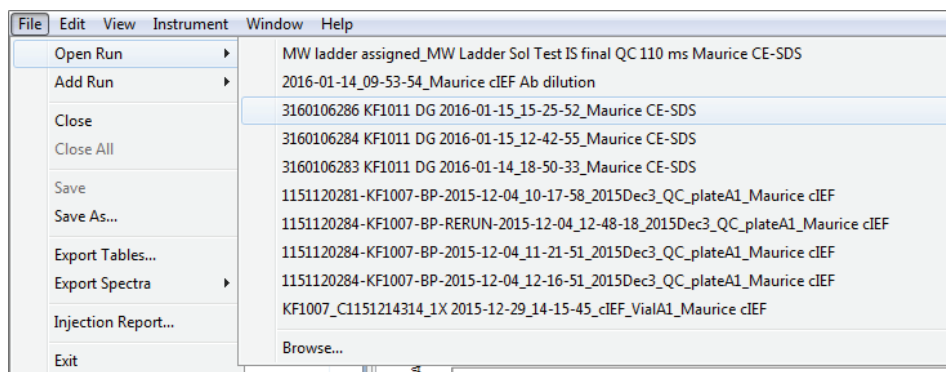 File Edit View Instrument Window Help
Open Run
Add Run
Close
Close All
Save
Save As...
Export Tables...
Export Spectra
Injection Report...
Exit
MW ladder assigned_MW Ladder Sol Test IS final QC 110 ms Maurice CE-SDS
2016-01-14_09-53-54_Maurice cIEF Ab dilution
3160106286 KF1011 DG 2016-01-15_15-25-52_Maurice CE-SDS
3160106284 KF1011 DG 2016-01-15_12-42-55_Maurice CE-SDS
3160106283 KF1011 DG 2016-01-14_18-50-33_Maurice CE-SDS
1151120281-KF1007-BP-2015-12-04_10-17-58_2015Dec3_QC_plateA1_Maurice cIEF
1151120284-KF1007-BP-RERUN-2015-12-04_12-48-18_2015Dec3_QC_plateA1_Maurice cIEF
1151120284-KF1007-BP-2015-12-04_11-21-51_2015Dec3_QC_plateA1_Maurice cIEF
1151120284-KF1007-BP-2015-12-04_12-16-51_2015Dec3_QC_plateA1_Maurice cIEF
KF1007_C1151214314_1X 2015-12-29_14-15-45_cIEF_VialA1_Maurice cIEF
Browse...